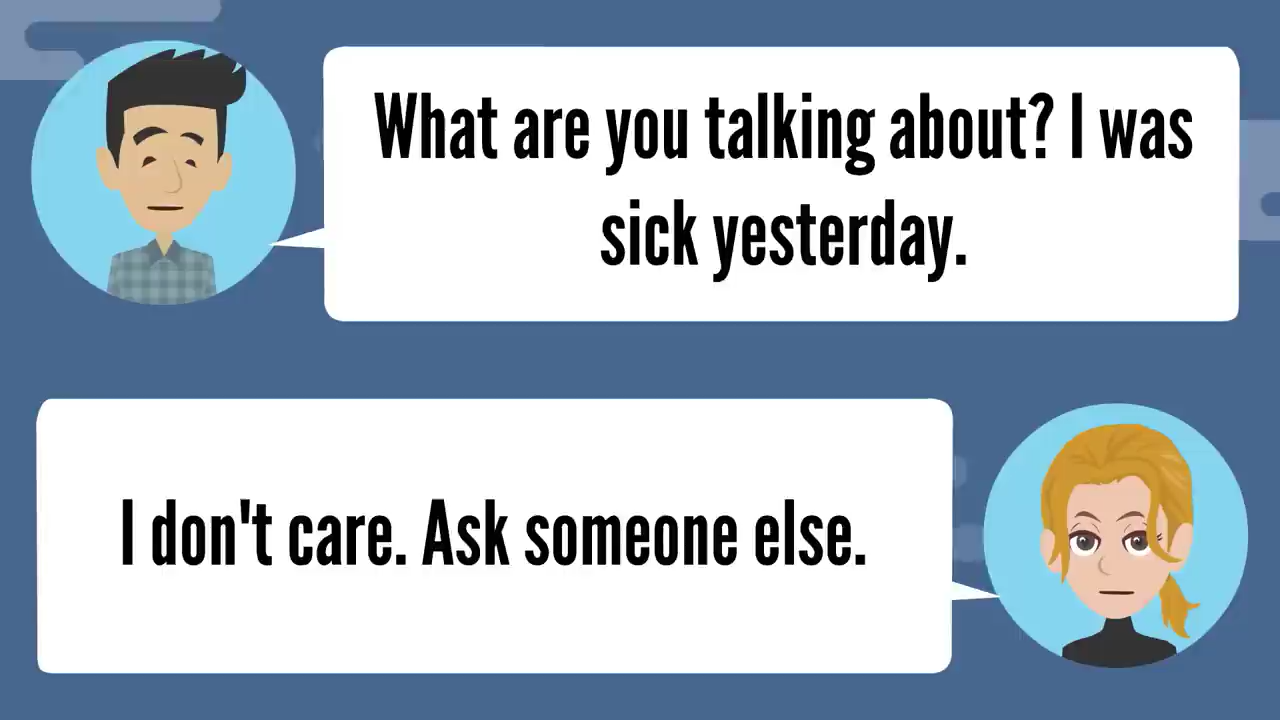 What are you talking about? I was
sick yesterday.
I don't care. Ask someone else.